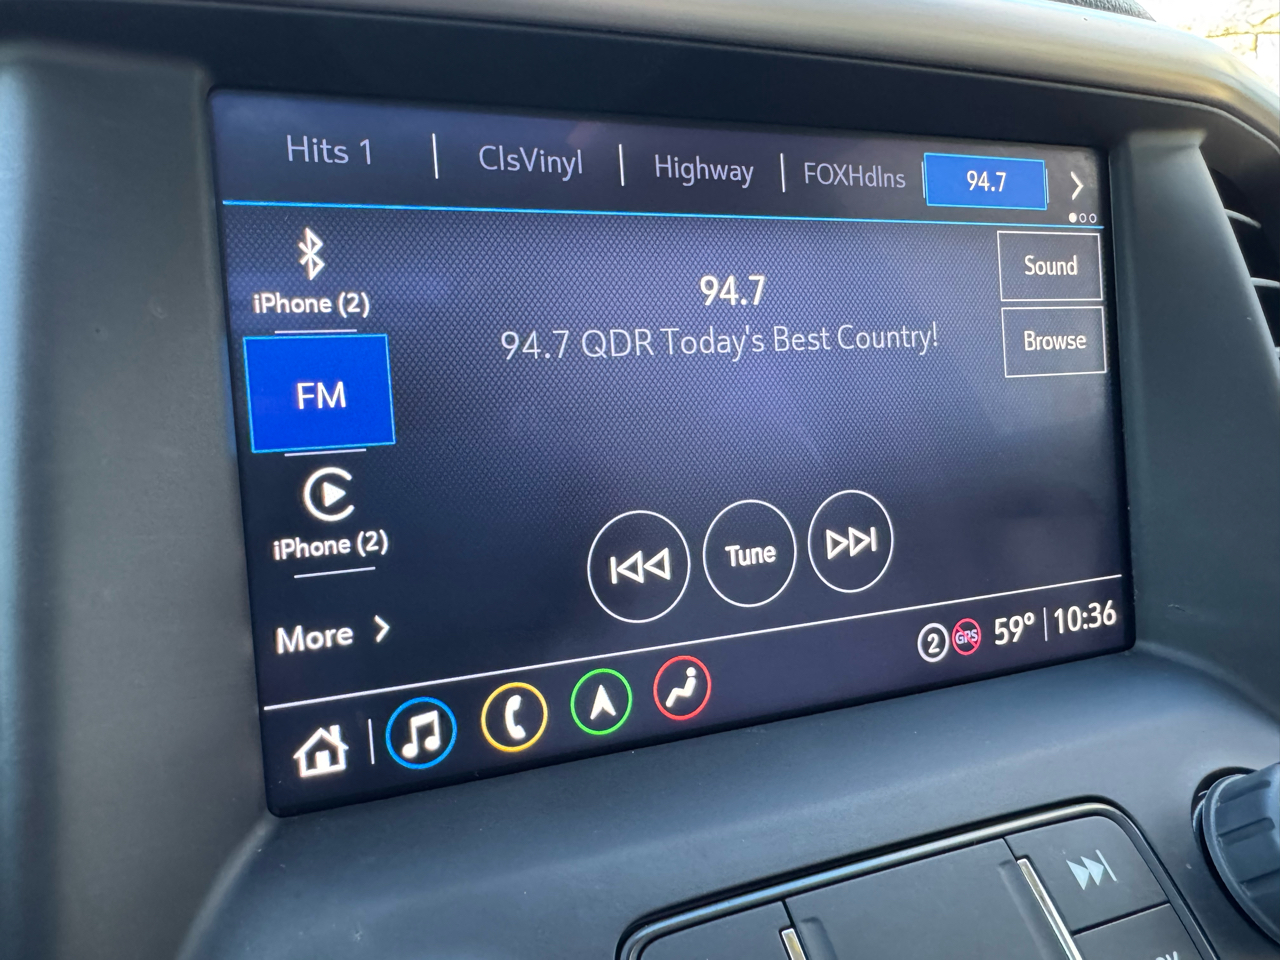 Hits 1
ClsVinyl
Highway
FOXHdlns
94.7
iPhone (2)
FM
iPhone (2)
More
94.7
94.7 QDR Today's Best Country!
Sound
Browse
Tune
2
GPS
59°
10:36